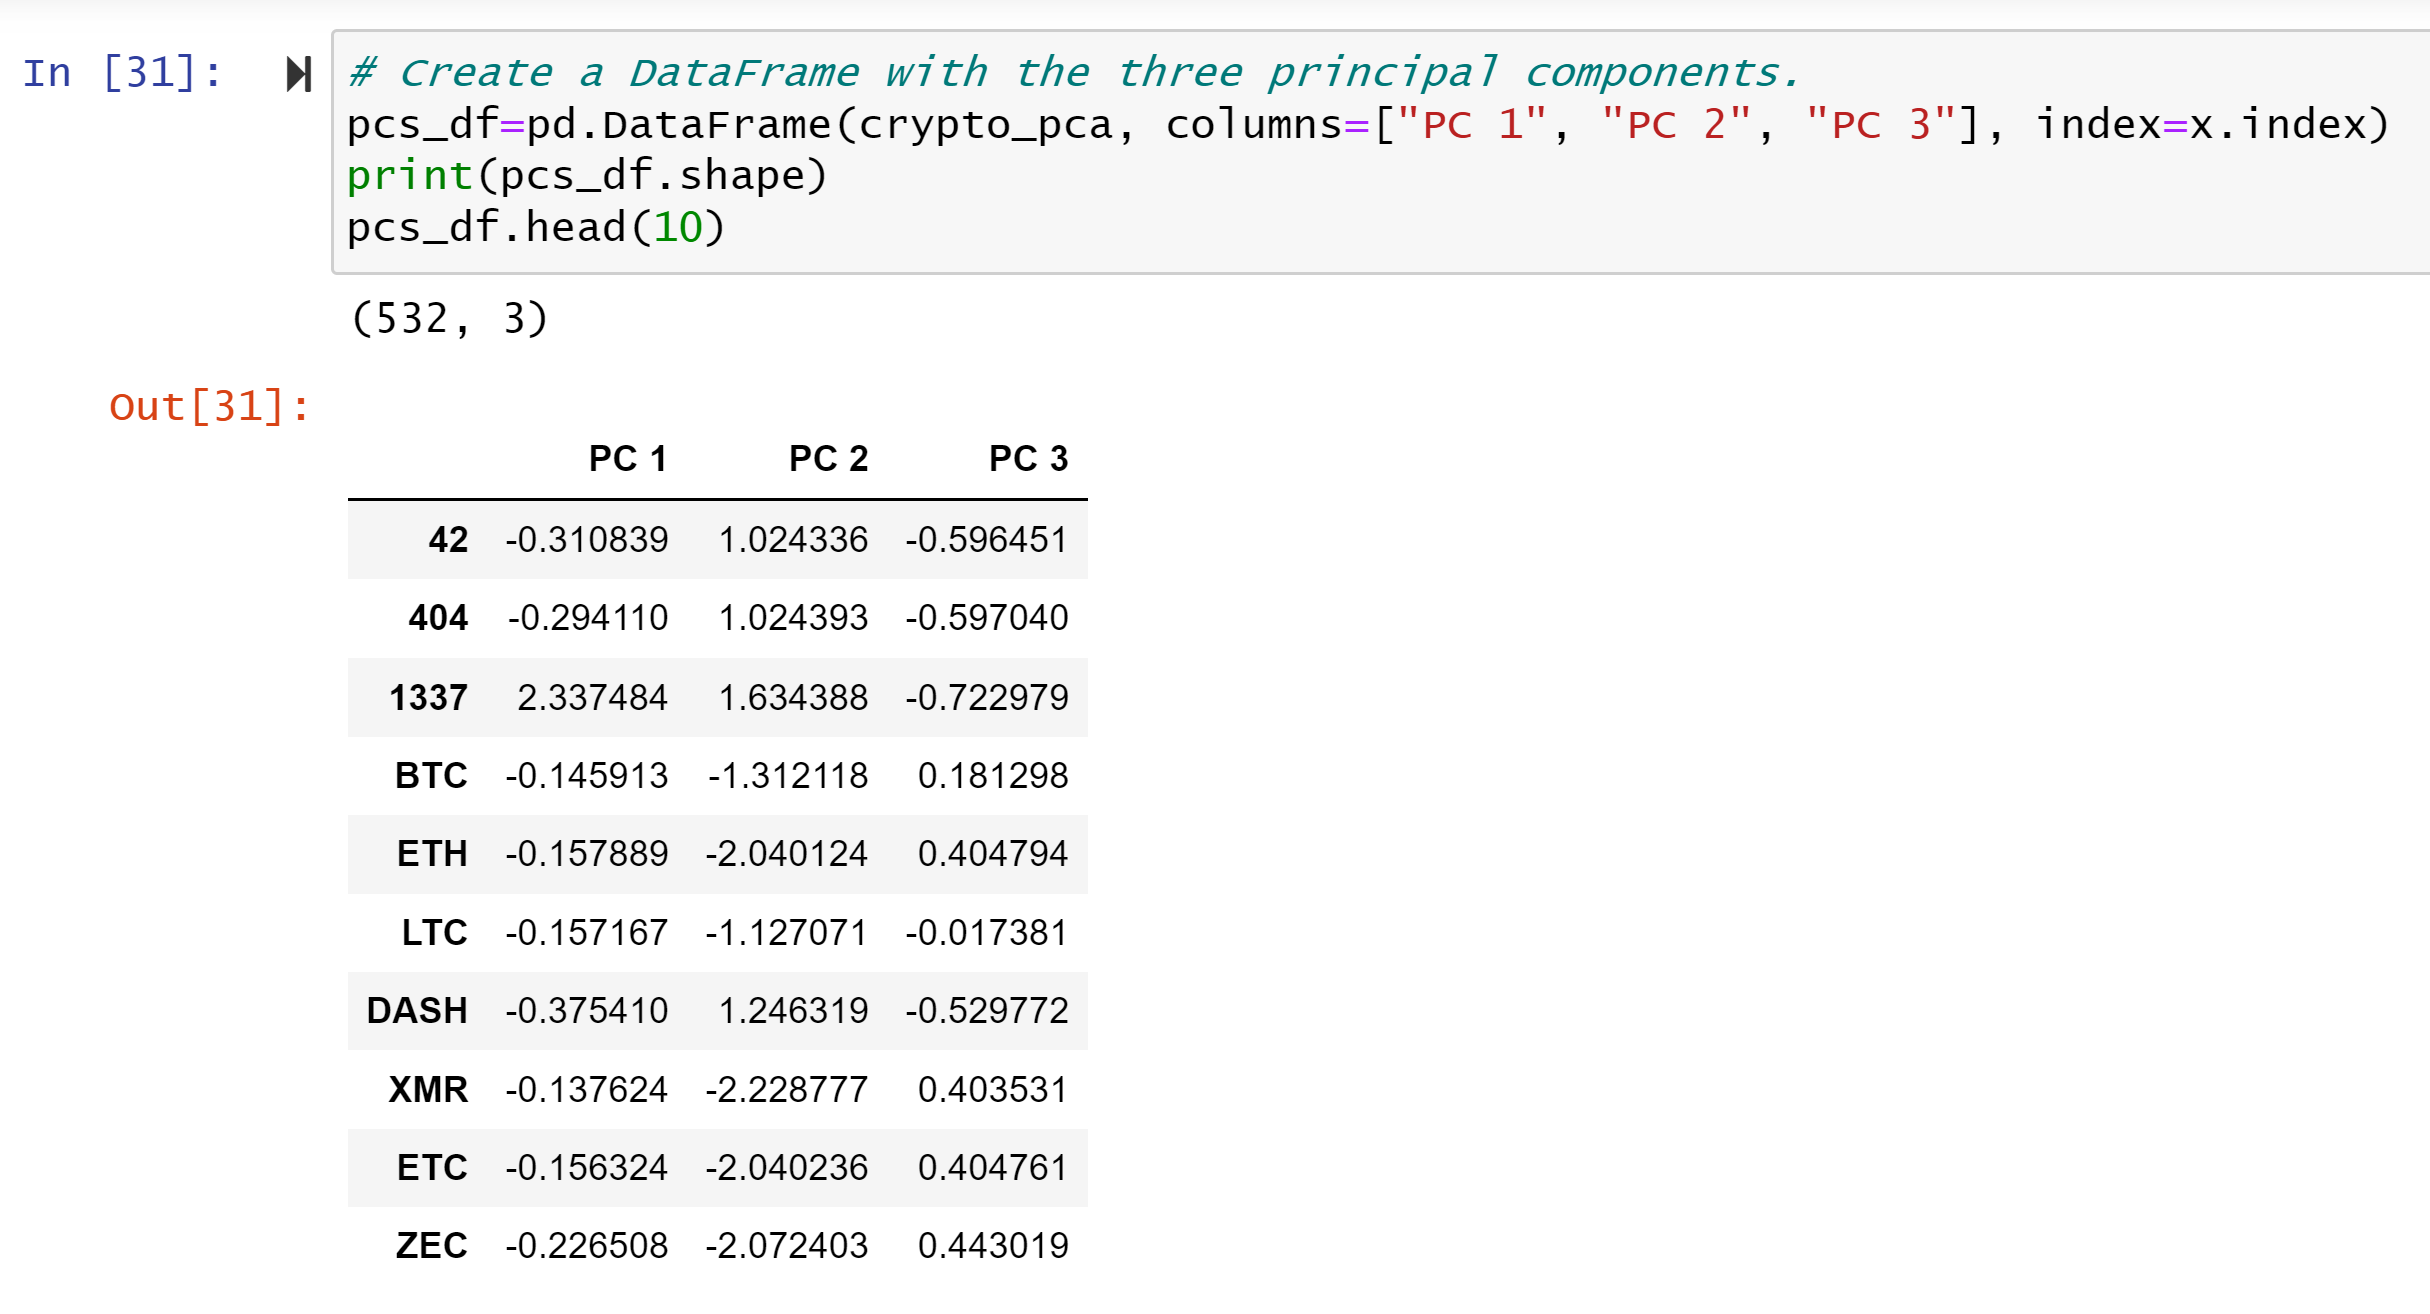 In [31]:
# Create a DataFrame with the three principal components.
pcs_df=pd.DataFrame(crypto_pca, columns=["PC 1", "PC 2", "PC 3"], index=x.index)
print(pcs_df.shape)
pcs_df.head(10)
(532, 3)
Out[31]:
PC 1 PC 2 PC 3
42 -0.310839 1.024336 -0.596451
404 -0.294110 1.024393 -0.597040
1337 2.337484 1.634388 -0.722979
BTC -0.145913 -1.312118 0.181298
ETH -0.157889 -2.040124 0.404794
LTC -0.157167 -1.127071 -0.017381
DASH -0.375410 1.246319 -0.529772
XMR -0.137624 -2.228777 0.403531
ETC -0.156324 -2.040236 0.404761
ZEC -0.226508 -2.072403 0.443019